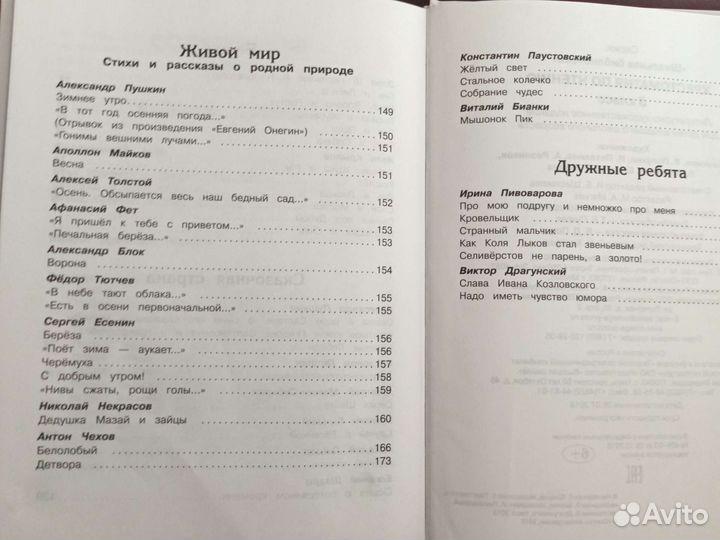 Живой мир
Стихи и рассказы о родной природе
Александр Пушкин
Зимнее утро 149
«В тот год осенняя погода...»
(Отрывок из произведения «Евгений Онегин») 150
«Гонимы вешними лучами...» 151
Аполлон Майков
Весна 151
Алексей Толстой
«Осень. Обсыпается весь наш бедный сад...» 152
Афанасий Фет
«Я пришёл к тебе с приветом...» 153
«Печальная берёза...» 153
Александр Блок
Ворона 154
Фёдор Тютчев
«В небе тают облака...» 155
«Есть в осени первоначальной...» 155
Сергей Есенин
Берёза 156
«Поёт зима — аукает...» 156
Черёмуха 157
С добрым утром! 158
«Нивы сжаты, рощи голы...» 159
Николай Некрасов
Дедушка Мазай и зайцы 160
Антон Чехов
Белолобый 166
Детвора 173
Константин Паустовский
Жёлтый свет
Стальное колечко
Собрание чудес
Виталий Бианки
Мышонок Пик
Дружные ребята
Ирина Пивоварова
Про мою подругу и немножко про меня
Кровельщик
Странный мальчик
Как Коля Лыков стал звеньевым
Селивёрстов не парень, а золото!
Виктор Драгунский
Слава Ивана Козловского
Надо иметь чувство юмора
Avito